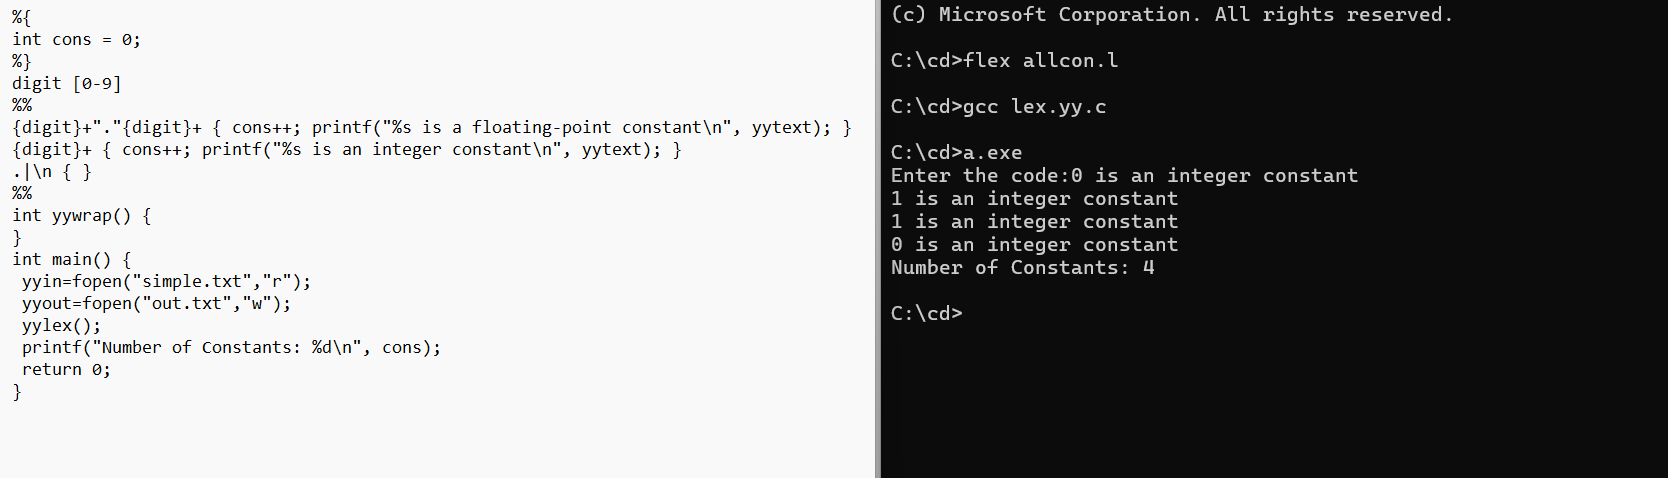 %{
int cons = 0;
%}
digit [0-9]
%%
{digit}+"."{digit}+ { cons++; printf("%s is a floating-point constant\n", yytext); }
{digit}+ { cons++; printf("%s is an integer constant\n", yytext); }
.|\n { }
%%
int yywrap() {
}
int main() {
 yyin=fopen("simple.txt","r");
 yyout=fopen("out.txt","w");
 yylex();
 printf("Number of Constants: %d\n", cons);
 return 0;
}
(c) Microsoft Corporation. All rights reserved.
C:\cd>flex allcon.l
C:\cd>gcc lex.yy.c
C:\cd>a.exe
Enter the code:0 is an integer constant
1 is an integer constant
1 is an integer constant
0 is an integer constant
Number of Constants: 4
C:\cd>